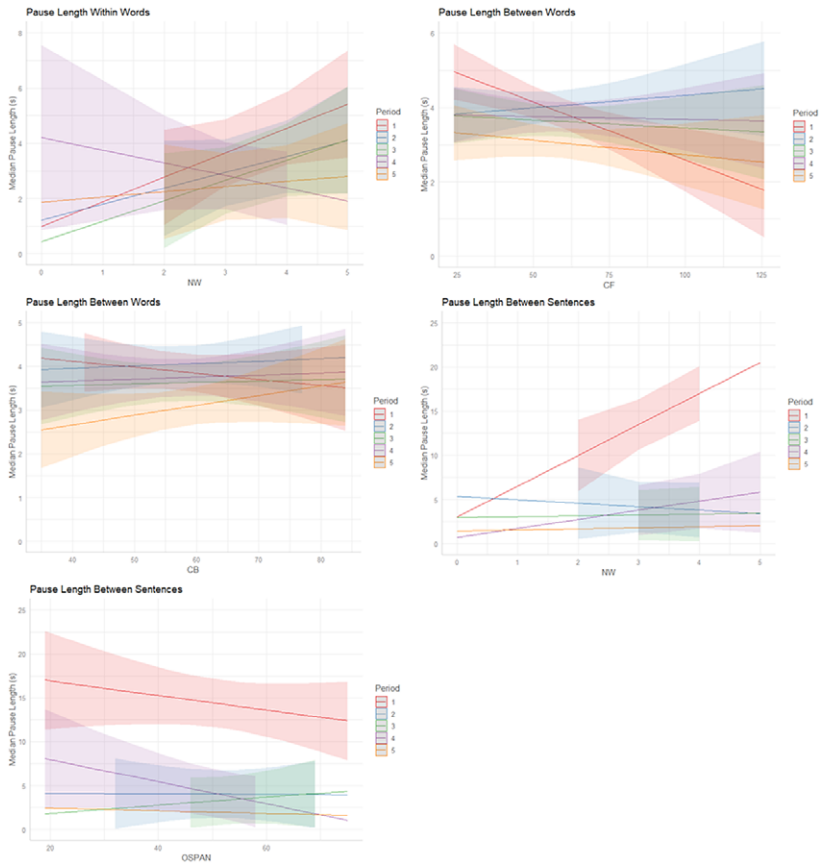 Pause Length Within Words
8
6
4
2
0
Median Pause Length (s)
0 1 2 3 4 5
NW
Period
1
2
3
4
5
Pause Length Between Words
6
4
2
0
Median Pause Length (s)
25 50 75 100 125
CF
Period
1
2
3
4
5
Pause Length Between Words
5
4
3
2
1
0
Median Pause Length (s)
40 50 60 70 80
CB
Period
1
2
3
4
5
Pause Length Between Sentences
25
20
15
10
5
0
Median Pause Length (s)
0 1 2 3 4 5
NW
Period
1
2
3
4
5
Pause Length Between Sentences
25
20
15
10
5
0
Median Pause Length (s)
20 40 60
OSPAN
Period
1
2
3
4
5